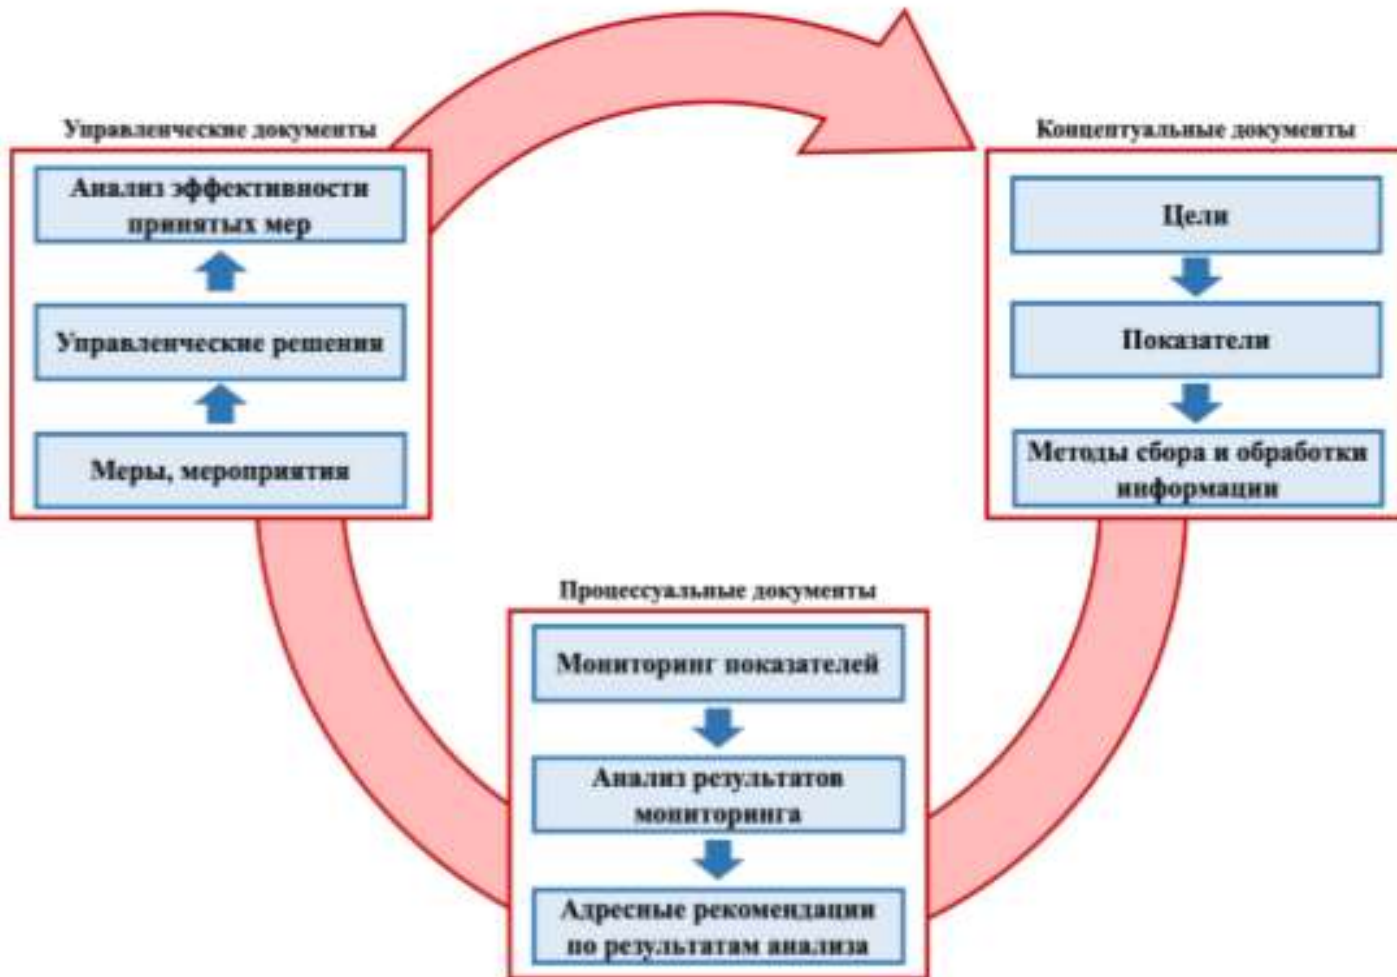 Управленческие документы
Анализ эффективности
принятых мер
Управленческие решения
Меры, мероприятия
Концептуальные документы
Цели
Показатели
Методы сбора и обработки
информации
Процессуальные документы
Мониторинг показателей
Анализ результатов
мониторинга
Адресные рекомендации
по результатам анализа